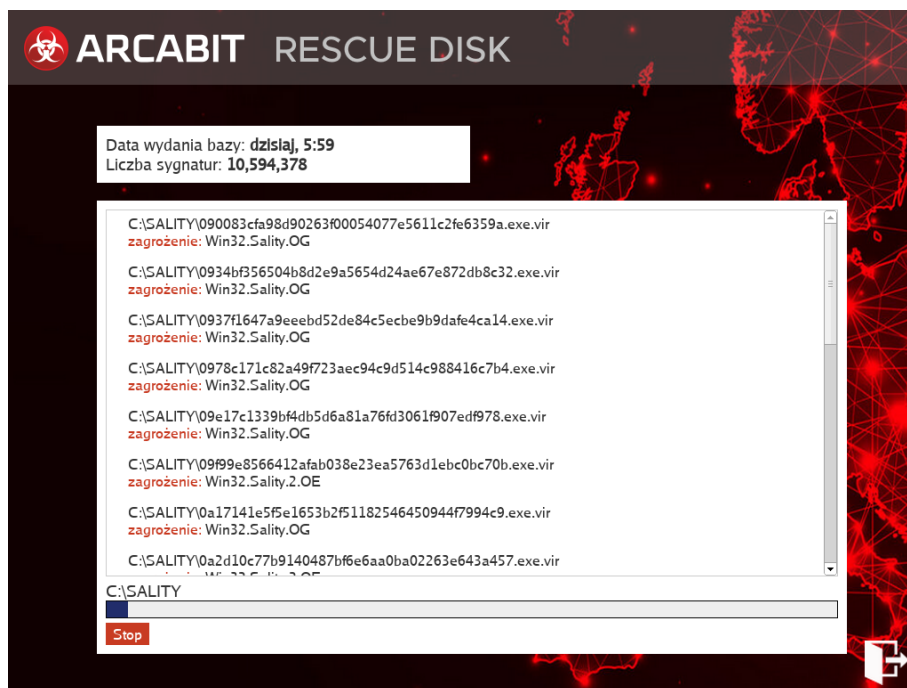 ARCABIT RESCUE DISK
Data wydania bazy: dzisiaj, 5:59
Liczba sygnatur: 10,594,378
C:\SALITY\090083cfa98d90263f00054077e5611c2fe6359a.exe.vir
zagrożenie: Win32.Sality.OG
C:\SALITY\0934bf356504b8d2e9a5654d24ae67e872db8c32.exe.vir
zagrożenie: Win32.Sality.OG
C:\SALITY\0937f1647a9eeebd52de84c5ecbe9b9dafe4ca14.exe.vir
zagrożenie: Win32.Sality.OG
C:\SALITY\0978c171c82a49f723aec94c9d514c988416c7b4.exe.vir
zagrożenie: Win32.Sality.OG
C:\SALITY\09e17c1339bf4db5d6a81a76fd3061f907edf978.exe.vir
zagrożenie: Win32.Sality.OG
C:\SALITY\09f99e8566412afab038e23ea5763d1ebc0bc70b.exe.vir
zagrożenie: Win32.Sality.2.OE
C:\SALITY\0a17141e5f5e1653b2f51182546450944f7994c9.exe.vir
zagrożenie: Win32.Sality.OG
C:\SALITY\0a2d10c77b9140487bf6e6aa0ba02263e643a457.exe.vir
C:\SALITY
Stop